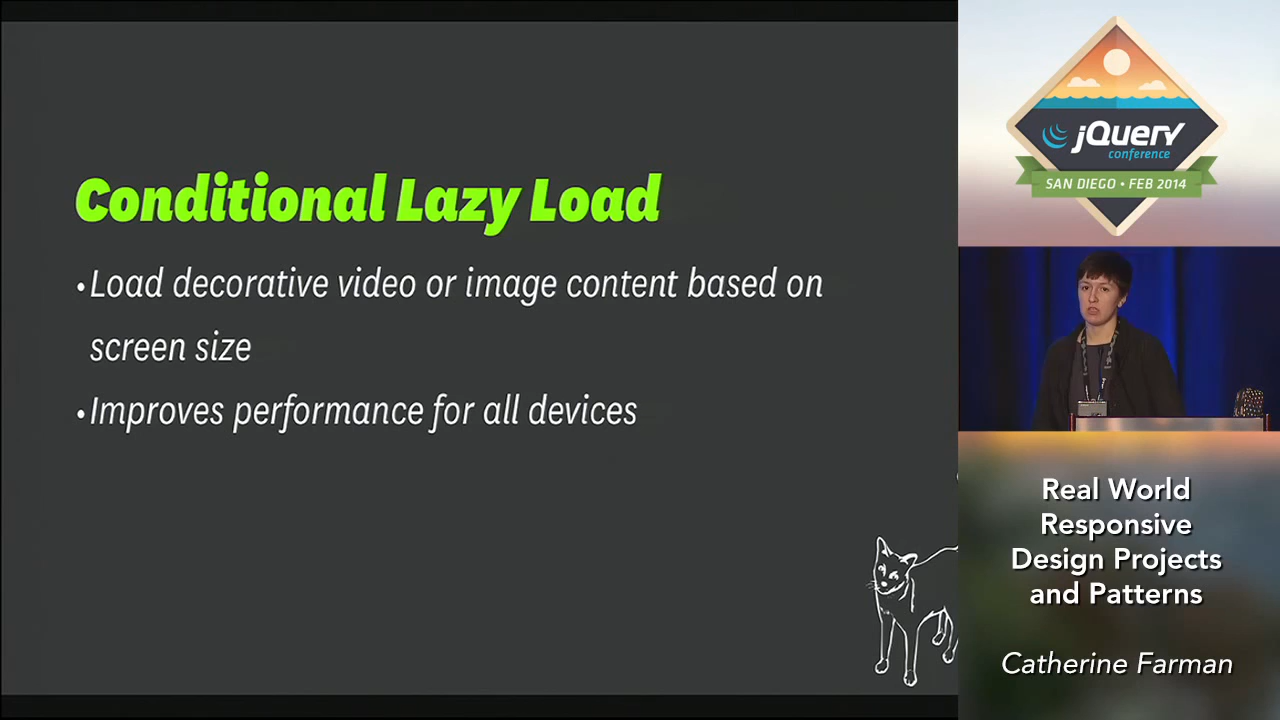 Conditional Lazy Load
•Load decorative video or image content based on
screen size
•Improves performance for all devices
jQuery
conference
SAN DIEGO • FEB 2014
Real World
Responsive
Design Projects
and Patterns
Catherine Farman